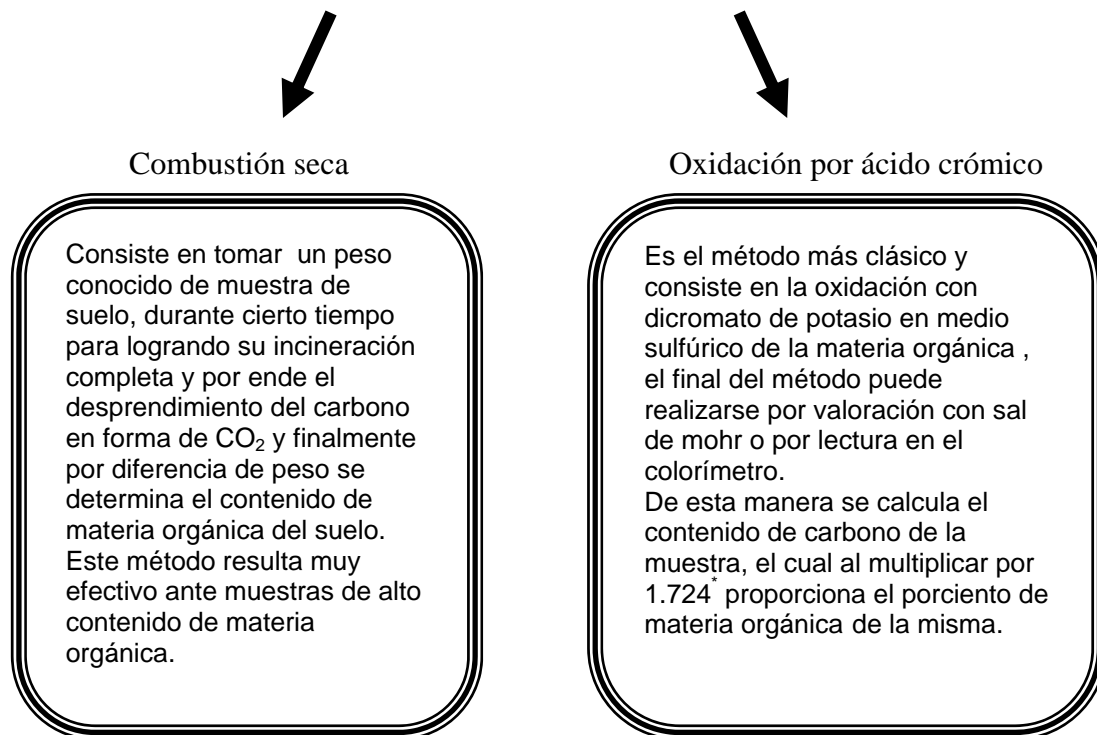 Combustión seca
Consiste en tomar  un peso
conocido de muestra de
suelo, durante cierto tiempo
para logrando su incineración
completa y por ende el
desprendimiento del carbono
en forma de CO₂ y finalmente
por diferencia de peso se
determina el contenido de
materia orgánica del suelo.
Este método resulta muy
efectivo ante muestras de alto
contenido de materia
orgánica.
Oxidación por ácido crómico
Es el método más clásico y
consiste en la oxidación con
dicromato de potasio en medio
sulfúrico de la materia orgánica ,
el final del método puede
realizarse por valoración con sal
de mohr o por lectura en el
colorímetro.
De esta manera se calcula el
contenido de carbono de la
muestra, el cual al multiplicar por
1.724* proporciona el porciento de
materia orgánica de la misma.